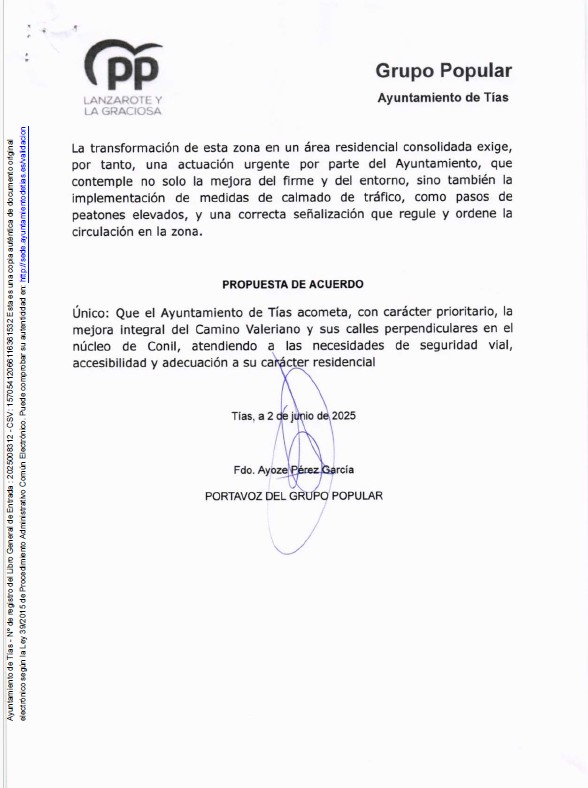 PP
LANZAROTE Y
LA GRACIOSA
Grupo Popular
Ayuntamiento de Tías
La transformación de esta zona en un área residencial consolidada exige,
por tanto, una actuación urgente por parte del Ayuntamiento, que
contemple no solo la mejora del firme y del entorno, sino también la
implementación de medidas de calmado de tráfico, como pasos de
peatones elevados, y una correcta señalización que regule y ordene la
circulación en la zona.
PROPUESTA DE ACUERDO
Único: Que el Ayuntamiento de Tías acometa, con carácter prioritario, la
mejora integral del Camino Valeriano y sus calles perpendiculares en el
núcleo de Conil, atendiendo a las necesidades de seguridad vial,
accesibilidad y adecuación a su carácter residencial
Tías, a 2 de junio de 2025
Fdo. Ayoze Pérez García
PORTAVOZ DEL GRUPO POPULAR
Ayuntamiento de Tías - Nº de registro del Libro General de Entrada : 2025008312 - CSV: 15705412066116361532 Esta es una copia auténtica de documento original
electrónico según la Ley 39/2015 de Procedimiento Administrativo Común Electrónico. Puede comprobar su autenticidad en: http://sede.ayuntamientodetias.es/validacion